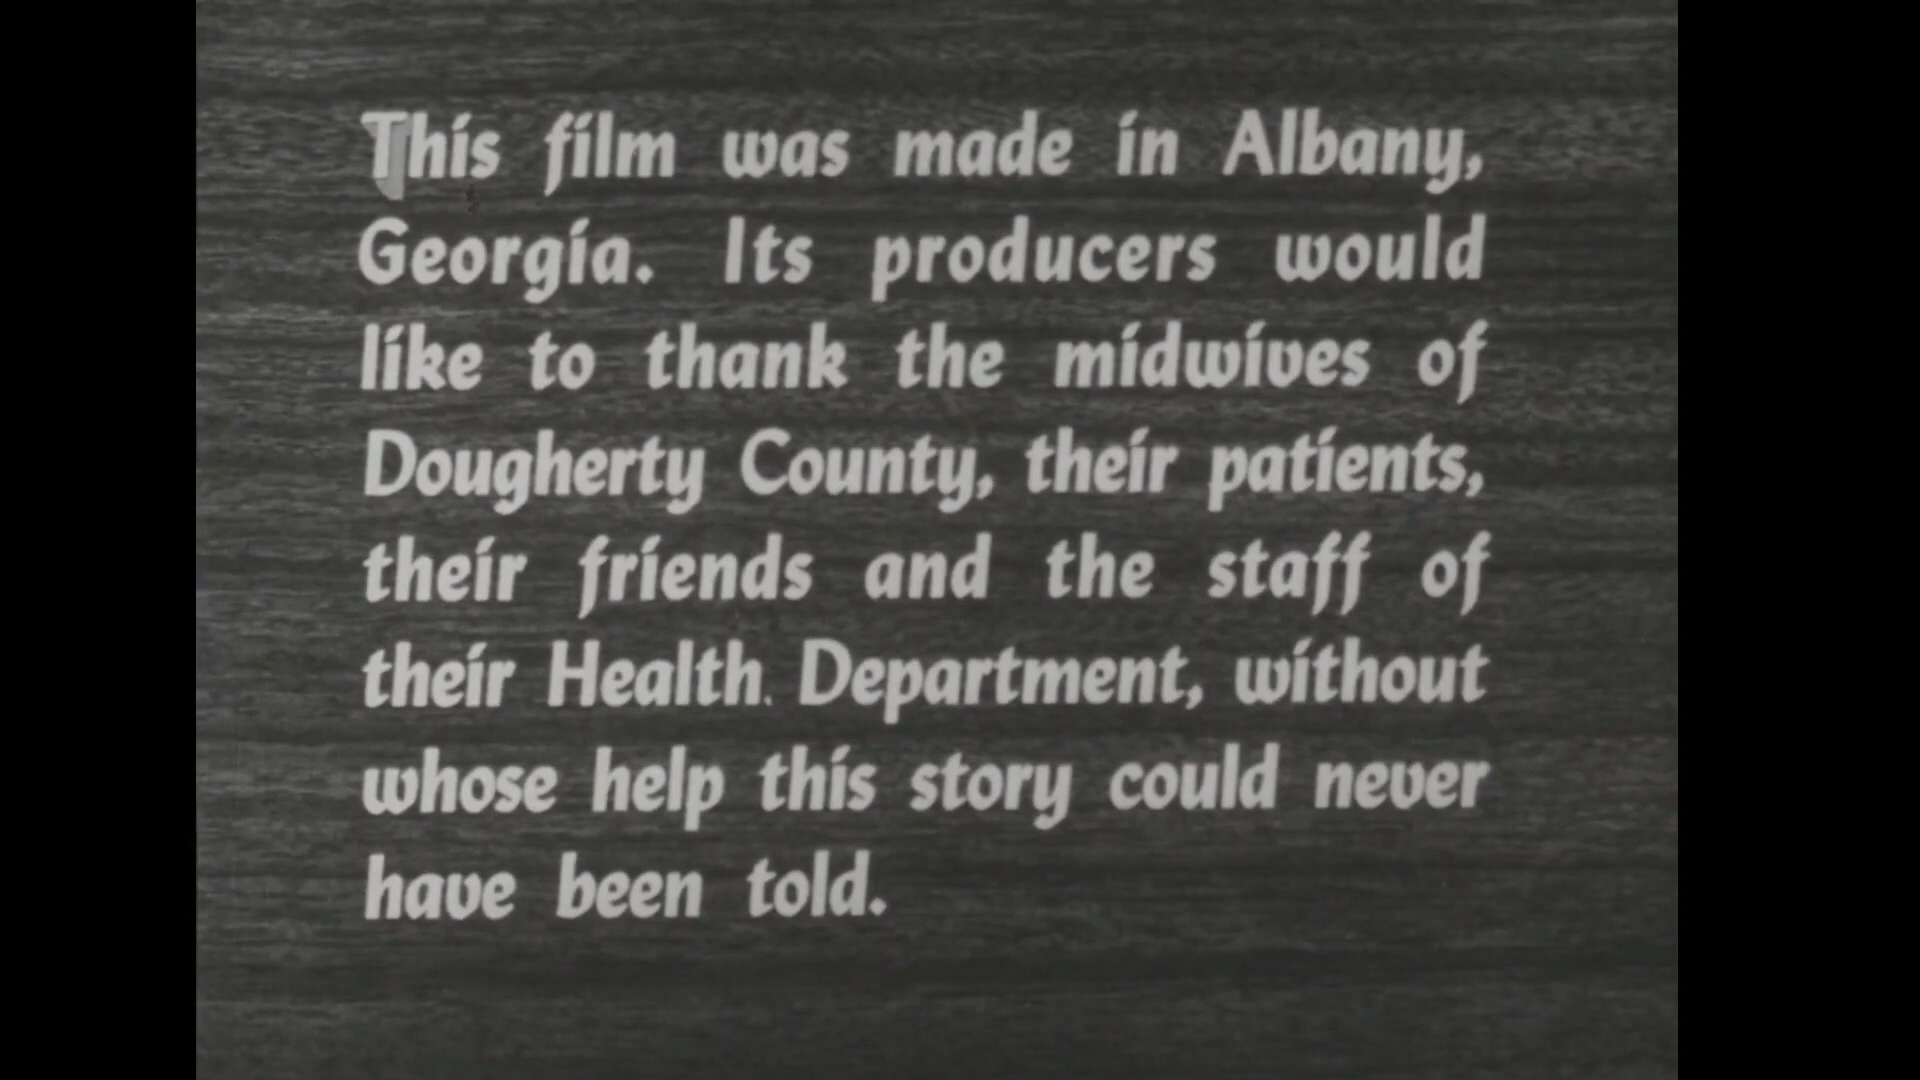 This film was made in Albany,
Georgia. Its producers would
like to thank the midwives of
Dougherty County, their patients,
their friends and the staff of
their Health Department, without
whose help this story could never
have been told.